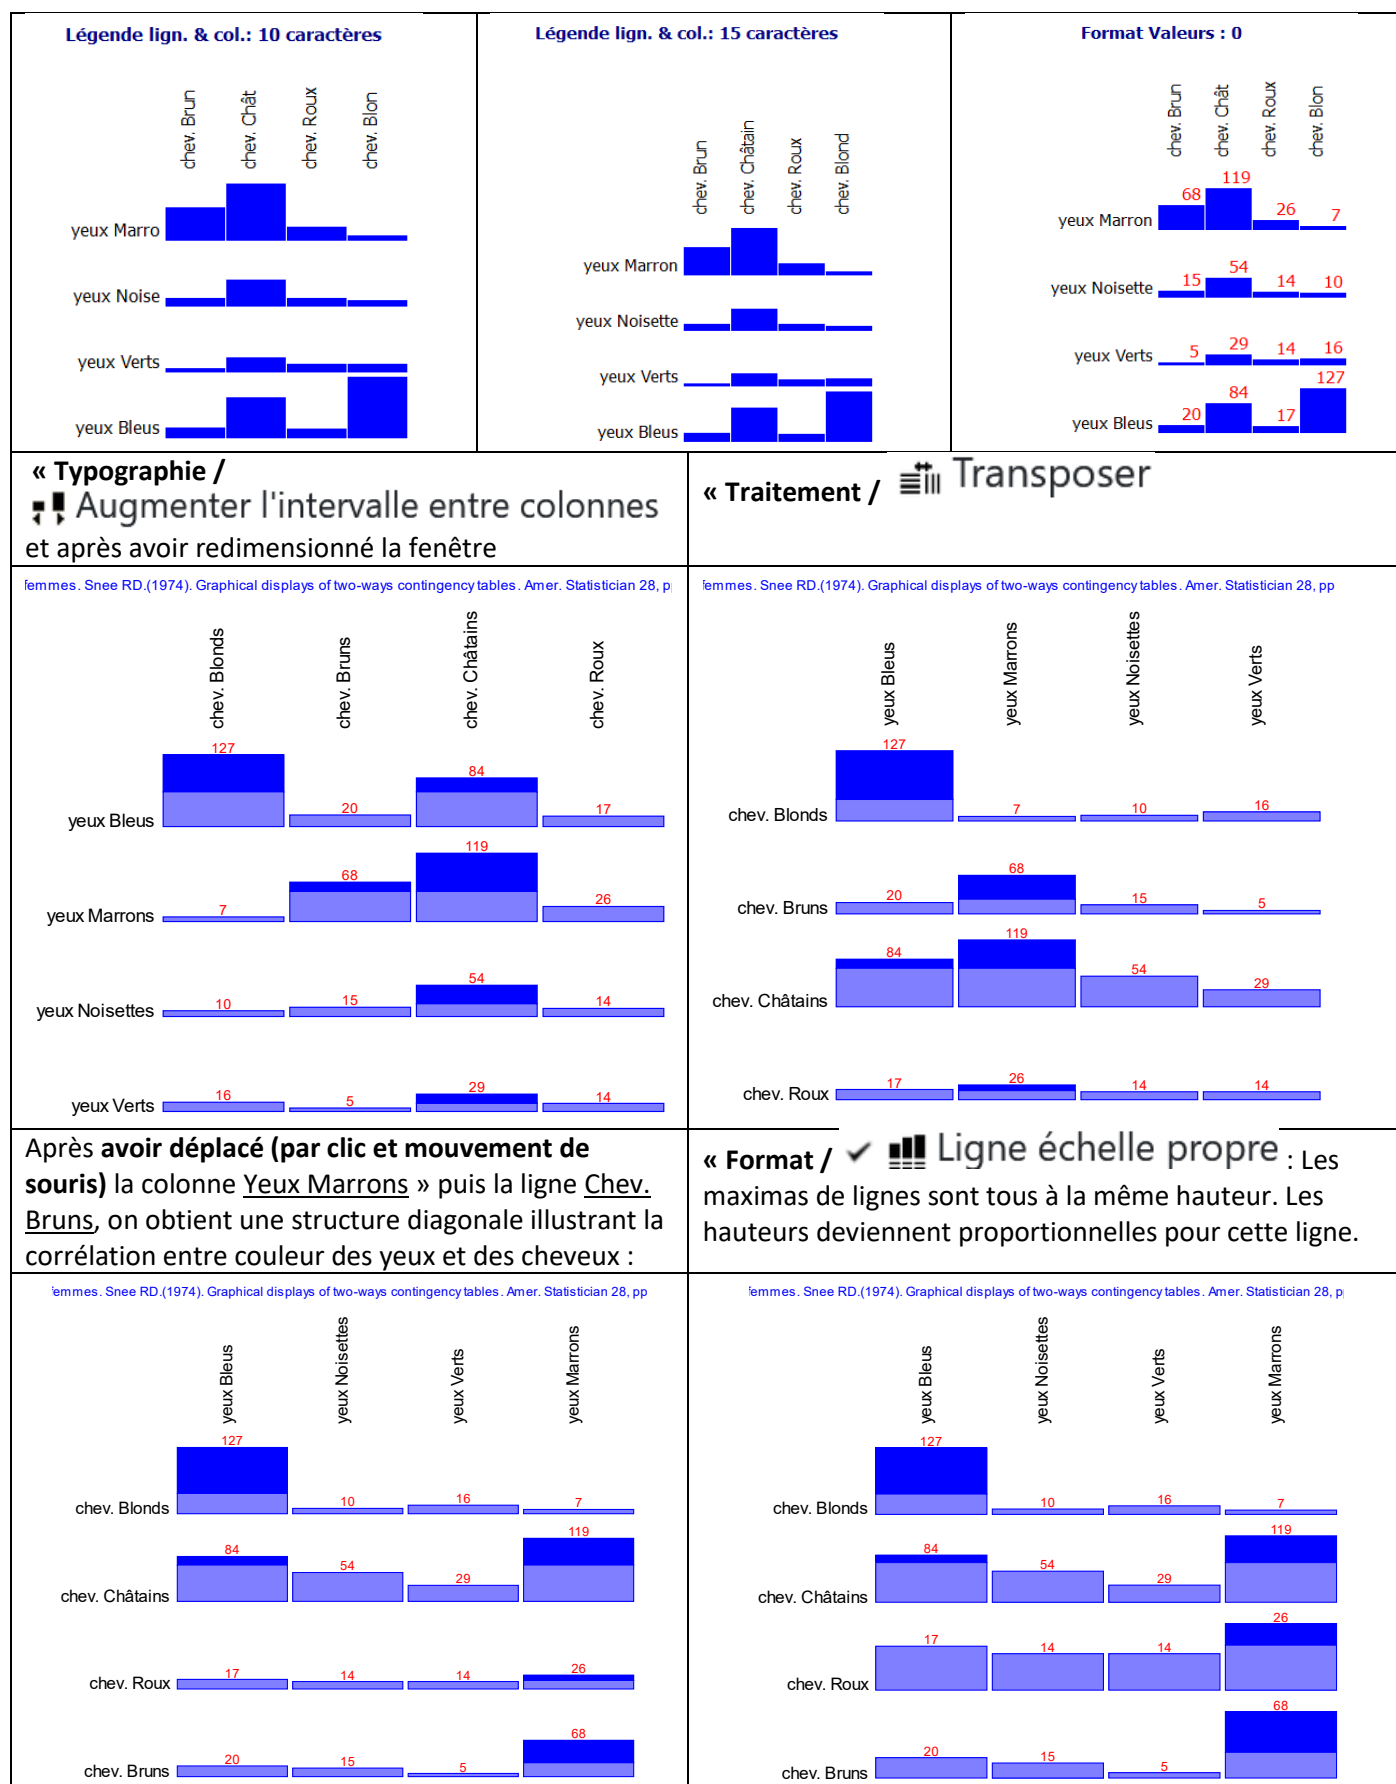 Légende lign. & col.: 10 caractères
chev. Brun
chev. Chât
chev. Roux
chev. Blon
yeux Marro
yeux Noise
yeux Verts
yeux Bleus
Légende lign. & col.: 15 caractères
chev. Brun
chev. Châtain
chev. Roux
chev. Blond
yeux Marron
yeux Noisette
yeux Verts
yeux Bleus
Format Valeurs : 0
chev. Brun
chev. Chât
chev. Roux
chev. Blon
yeux Marron 68 119 26 7
yeux Noisette 15 54 14 10
yeux Verts 5 29 14 16
yeux Bleus 20 84 17 127
« Typographie /
Augmenter l'intervalle entre colonnes
et après avoir redimensionné la fenêtre
« Traitement / Transposer
femmes. Snee RD.(1974). Graphical displays of two-ways contingency tables. Amer. Statistician 28, p
chev. Blonds
chev. Bruns
chev. Châtains
chev. Roux
yeux Bleus 127 20 84 17
yeux Marrons 7 68 119 26
yeux Noisettes 10 15 54 14
yeux Verts 16 5 29 14
femmes. Snee RD.(1974). Graphical displays of two-ways contingency tables. Amer. Statistician 28, pp
yeux Bleus
yeux Marrons
yeux Noisettes
yeux Verts
chev. Blonds 127 7 10 16
chev. Bruns 20 68 15 5
chev. Châtains 84 119 54 29
chev. Roux 17 26 14 14
Après avoir déplacé (par clic et mouvement de
souris) la colonne Yeux Marrons » puis la ligne Chev.
Bruns, on obtient une structure diagonale illustrant la
corrélation entre couleur des yeux et des cheveux :
« Format / Ligne échelle propre : Les
maximas de lignes sont tous à la même hauteur. Les
hauteurs deviennent proportionnelles pour cette ligne.
femmes. Snee RD.(1974). Graphical displays of two-ways contingency tables. Amer. Statistician 28, pp
yeux Bleus
yeux Noisettes
yeux Verts
yeux Marrons
chev. Blonds 127 10 16 7
chev. Châtains 84 54 29 119
chev. Roux 17 14 14 26
chev. Bruns 20 15 5 68
femmes. Snee RD.(1974). Graphical displays of two-ways contingency tables. Amer. Statistician 28, p
yeux Bleus
yeux Noisettes
yeux Verts
yeux Marrons
chev. Blonds 127 10 16 7
chev. Châtains 84 54 29 119
chev. Roux 17 14 14 26
chev. Bruns 20 15 5 68